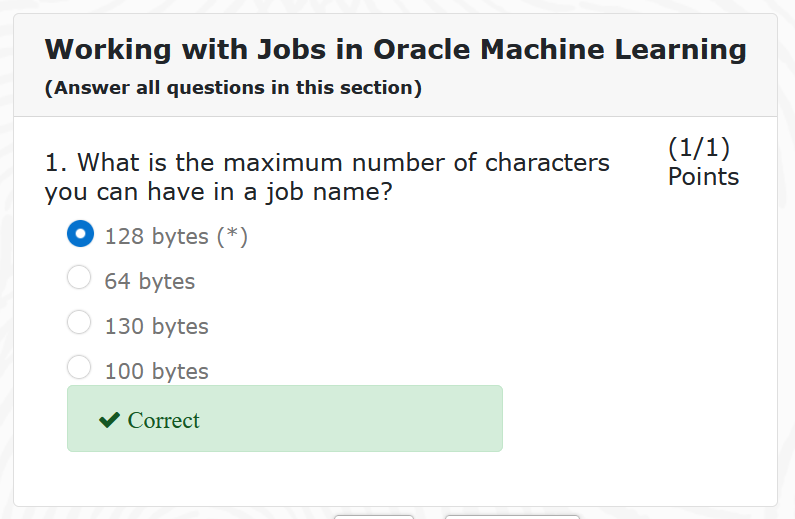 Working with Jobs in Oracle Machine Learning
(Answer all questions in this section)
1. What is the maximum number of characters
you can have in a job name?
(1/1)
Points
128 bytes (*)
64 bytes
130 bytes
100 bytes
Correct